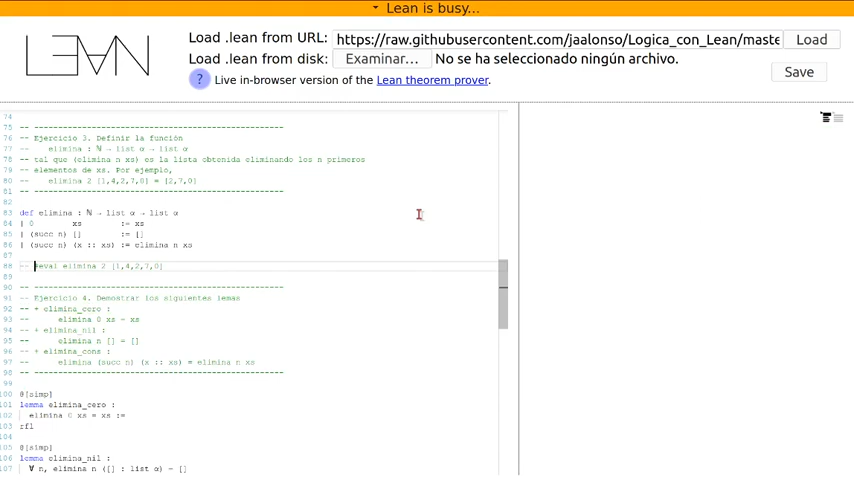 Lean is busy...
LEAN
Load .lean from URL: https://raw.githubusercontent.com/jaalonso/Logica_con_Lean/maste Load
Load .lean from disk: Examinar... No se ha seleccionado ningún archivo.
? Live in-browser version of the Lean theorem prover. Save
74
75 -- ----------------------------------------------------
76 -- Ejercicio 3. Definir la función
77 --    elimina : ℕ → list α → list α
78 -- tal que (elimina n xs) es la lista obtenida eliminando los n primeros
79 -- elementos de xs. Por ejemplo,
80 --    elimina 2 [1,4,2,7,0] = [2,7,0]
81 -- ----------------------------------------------------
82
83 def elimina : ℕ → list α → list α
84 | 0        xs        := xs
85 | (succ n) []        := []
86 | (succ n) (x :: xs) := elimina n xs
87
88 -- #eval elimina 2 [1,4,2,7,0]
89
90 -- ----------------------------------------------------
91 -- Ejercicio 4. Demostrar los siguientes lemas
92 -- + elimina_cero :
93 --      elimina 0 xs = xs
94 -- + elimina_nil :
95 --      elimina n [] = []
96 -- + elimina_cons :
97 --      elimina (succ n) (x :: xs) = elimina n xs
98 -- ----------------------------------------------------
99
100 @[simp]
101 lemma elimina_cero :
102   elimina 0 xs = xs :=
103 rfl
104
105 @[simp]
106 lemma elimina_nil :
107   ∀ n, elimina n ([] : list α) = []